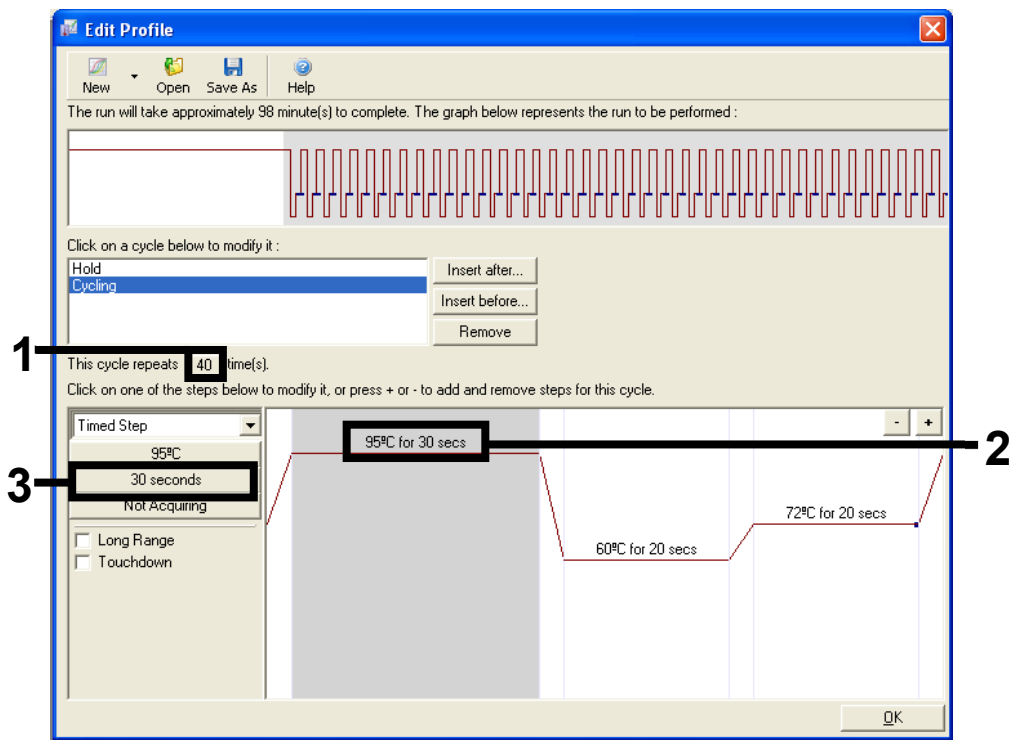 Edit Profile
New Open Save As Help
The run will take approximately 98 minute(s) to complete. The graph below represents the run to be performed :
Click on a cycle below to modify it :
Hold
Cycling
Insert after...
Insert before...
Remove
1
This cycle repeats 40 time(s).
Click on one of the steps below to modify it, or press + or - to add and remove steps for this cycle.
Timed Step
- +
95ºC
95ºC for 30 secs
2
3
30 seconds
Not Acquiring
72ºC for 20 secs
Long Range
60ºC for 20 secs
Touchdown
OK